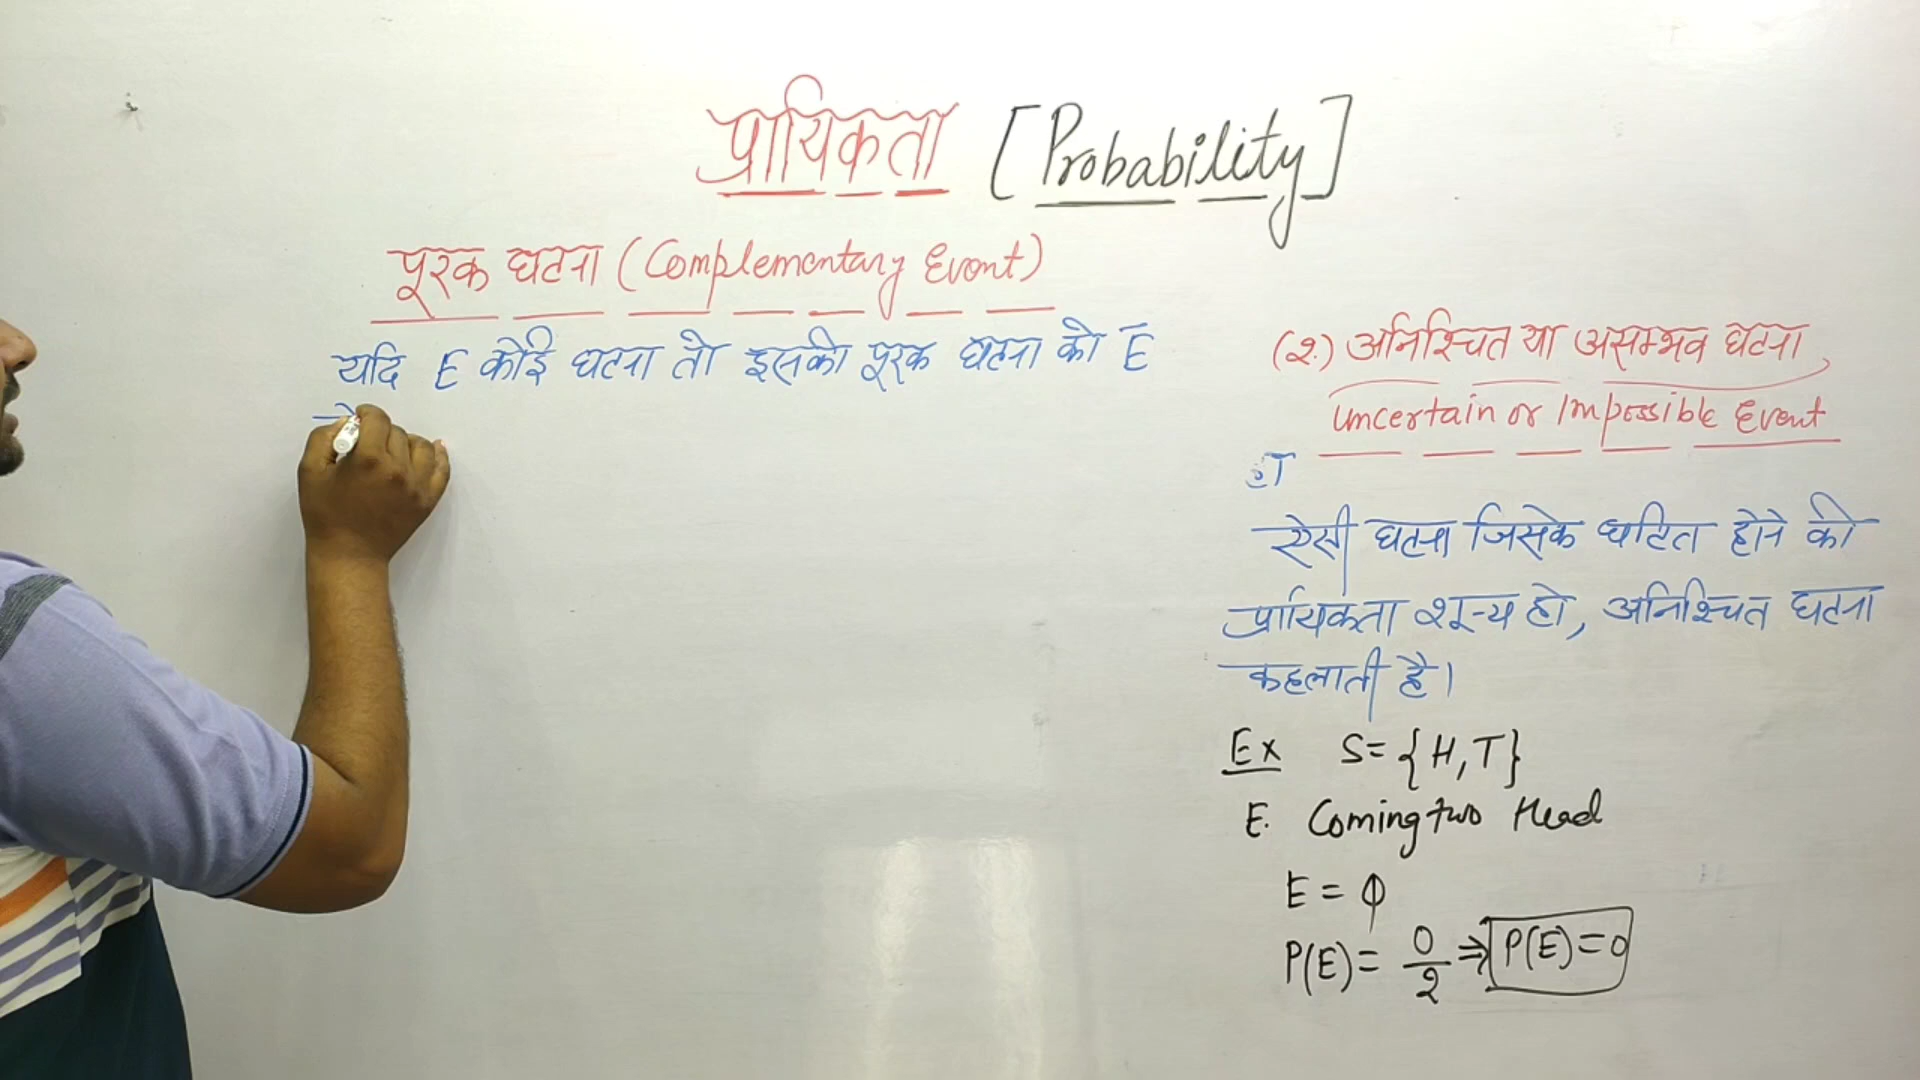 प्रायिकता [Probability]
पूरक घटना (Complementary Event)
यदि E कोई घटना तो इसकी पूरक घटना को Ē
से
(२.) अनिश्चित या असम्भव घटना
Uncertain or Impossible Event
ऐसी घटना जिसके घटित होने की
प्रायिकता शून्य हो, अनिश्चित घटना
कहलाती है।
Ex S = {H, T}
E. Coming two Head
E = ϕ
P(E) = 0/2 ⇒ P(E) = 0